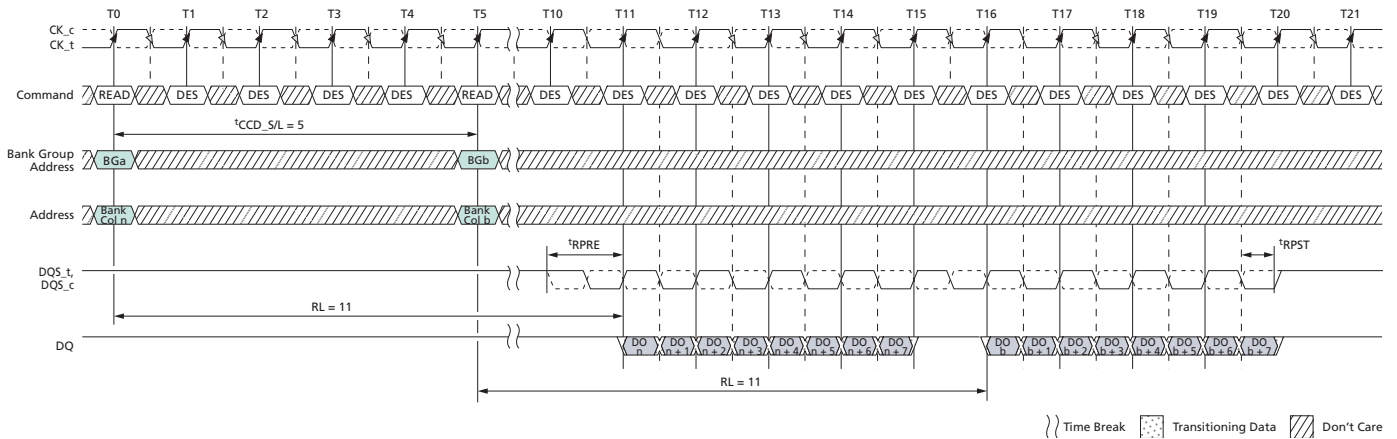 T0 T1 T2 T3 T4 T5 T10 T11 T12 T13 T14 T15 T16 T17 T18 T19 T20 T21
CK_c
CK_t
Command READ DES DES DES DES READ DES DES DES DES DES DES DES DES DES DES DES DES
tCCD_S/L = 5
Bank Group
Address
BGa BGb
Address
Bank
Col n
Bank
Col b
tRPRE tRPST
DQS_t,
DQS_c
RL = 11
DQ
DO
n
DO
n + 1
DO
n + 2
DO
n + 3
DO
n + 4
DO
n + 5
DO
n + 6
DO
n + 7
DO
b
DO
b + 1
DO
b + 2
DO
b + 3
DO
b + 4
DO
b + 5
DO
b + 6
DO
b + 7
RL = 11
Time Break Transitioning Data Don't Care